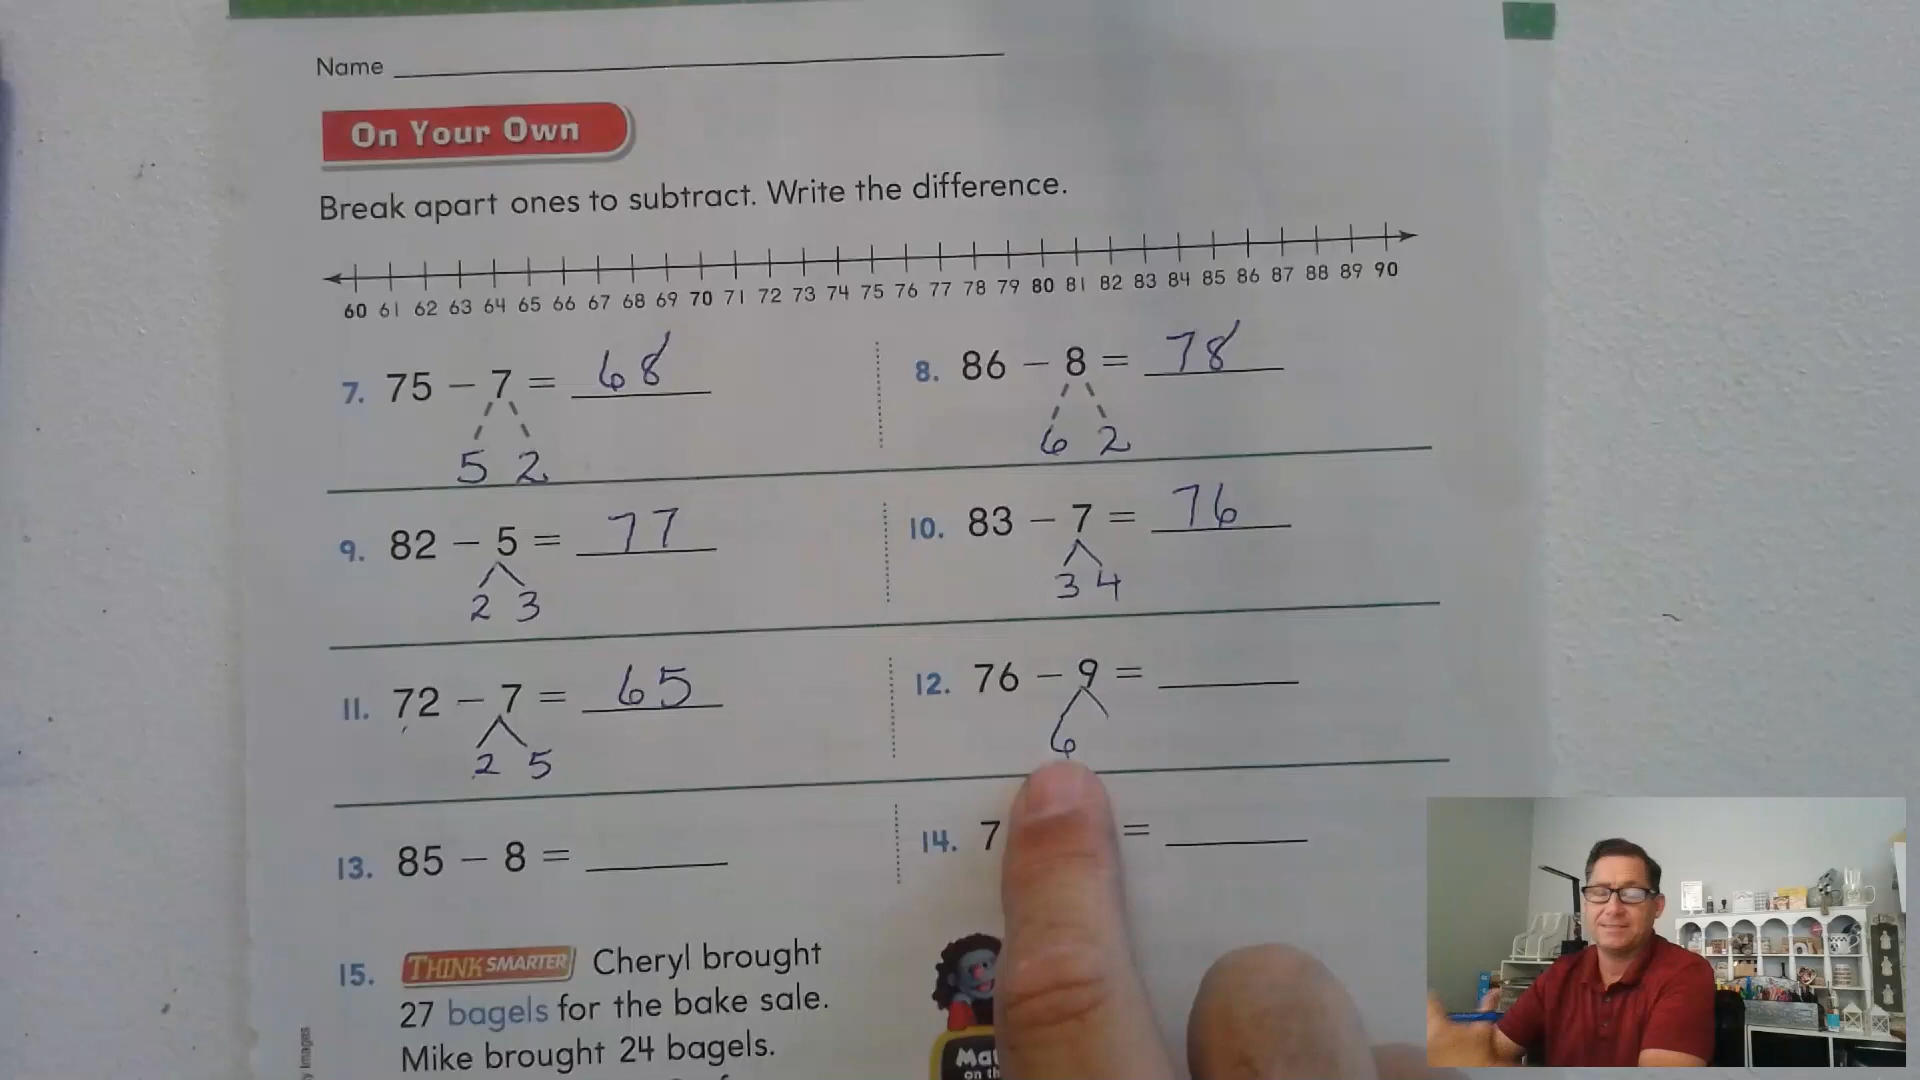 Name
On Your Own
Break apart ones to subtract. Write the difference.
60 61 62 63 64 65 66 67 68 69 70 71 72 73 74 75 76 77 78 79 80 81 82 83 84 85 86 87 88 89 90
7. 75 − 7 = 68
5 2
8. 86 − 8 = 78
6 2
9. 82 − 5 = 77
2 3
10. 83 − 7 = 76
3 4
11. 72 − 7 = 65
2 5
12. 76 − 9 =
6
13. 85 − 8 =
14. 7 =
15. THINK SMARTER Cheryl brought
27 bagels for the bake sale.
Mike brought 24 bagels.
on th